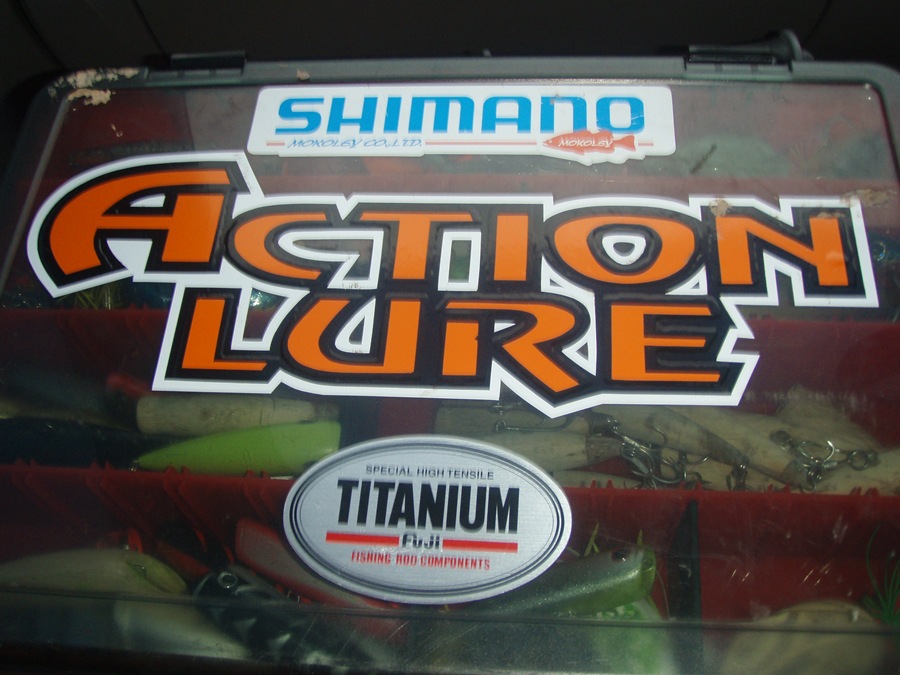 SHIMANO
MOKOLEY CO., LTD.
MOKOLEY
ACTION
LURE
SPECIAL HIGH TENSILE
TITANIUM
FUJI
FISHING ROD COMPONENTS